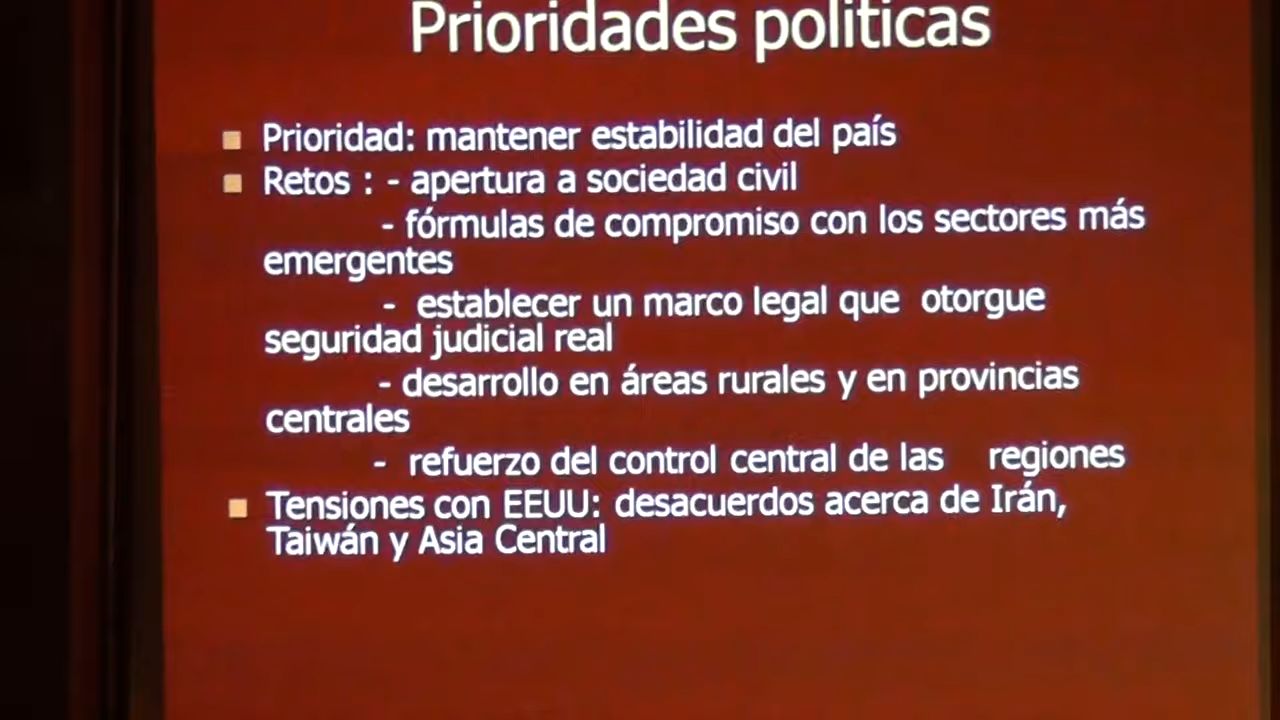 Prioridades políticas
Prioridad: mantener estabilidad del país
Retos : - apertura a sociedad civil
- fórmulas de compromiso con los sectores más
emergentes
- establecer un marco legal que otorgue
seguridad judicial real
- desarrollo en áreas rurales y en provincias
centrales
- refuerzo del control central de las regiones
Tensiones con EEUU: desacuerdos acerca de Irán,
Taiwán y Asia Central